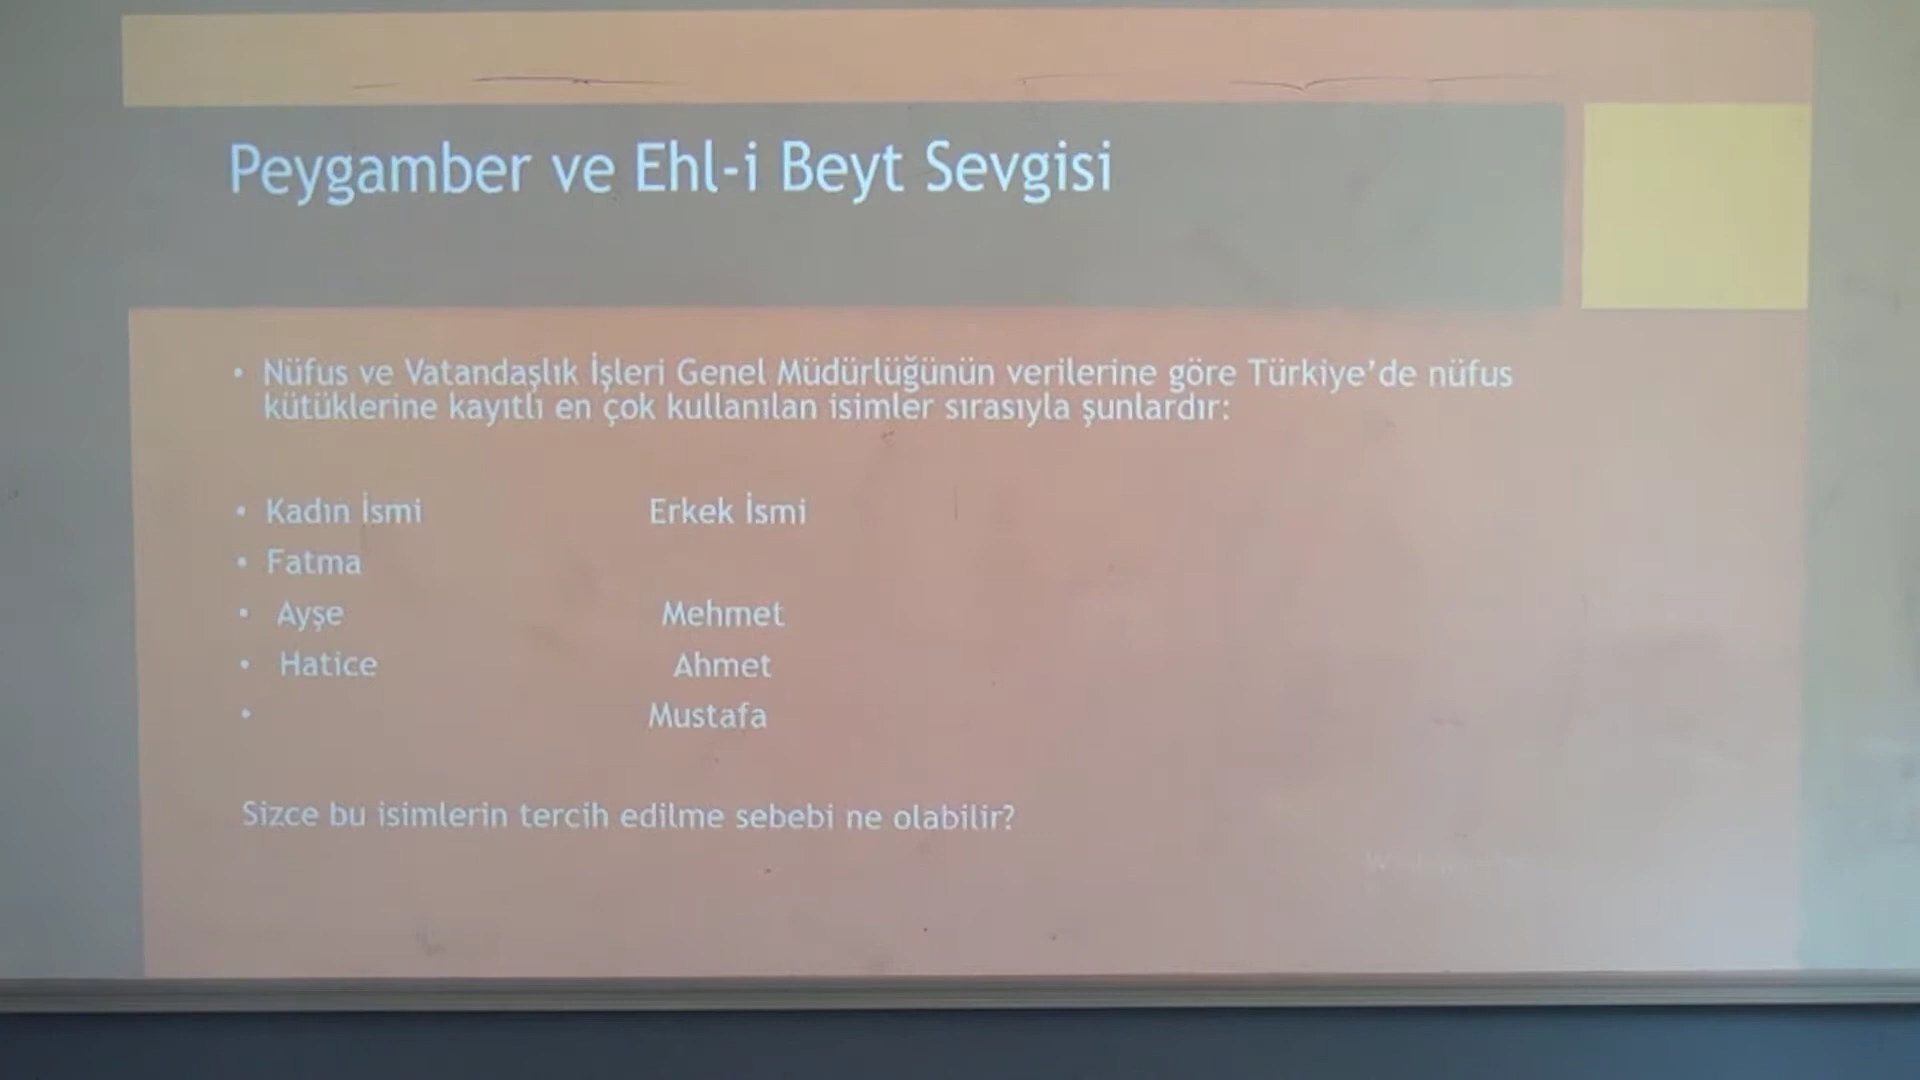 Peygamber ve Ehl-i Beyt Sevgisi
• Nüfus ve Vatandaşlık İşleri Genel Müdürlüğünün verilerine göre Türkiye'de nüfus
kütüklerine kayıtlı en çok kullanılan isimler sırasıyla şunlardır:
• Kadın İsmi Erkek İsmi
• Fatma
• Ayşe Mehmet
• Hatice Ahmet
• Mustafa
Sizce bu isimlerin tercih edilme sebebi ne olabilir?